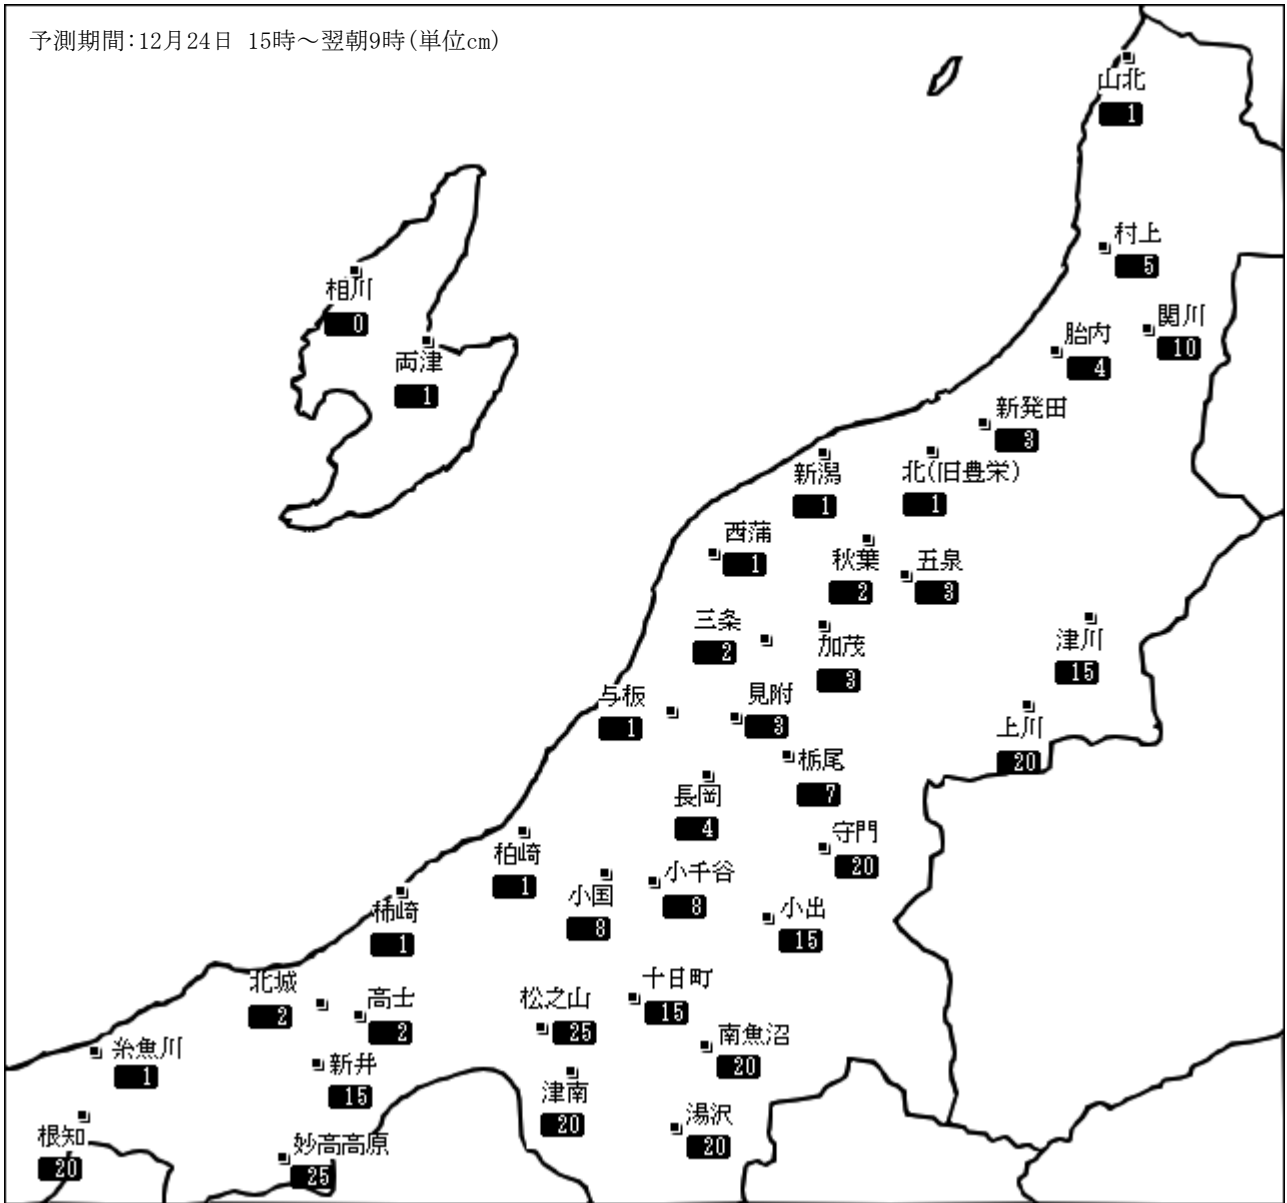 予測期間:12月24日 15時～翌朝9時(単位cm)
山北
1
村上
5
相川
0
関川
10
胎内
4
両津
1
新発田
3
新潟
1
北(旧豊栄)
1
西蒲
1
秋葉
2
五泉
3
三条
2
加茂
3
津川
15
与板
1
見附
3
上川
20
栃尾
7
長岡
4
守門
20
柏崎
1
小国
8
小千谷
8
小出
15
柿崎
1
北城
2
高士
2
松之山
25
十日町
15
南魚沼
20
糸魚川
1
新井
15
津南
20
湯沢
20
根知
20
妙高高原
25